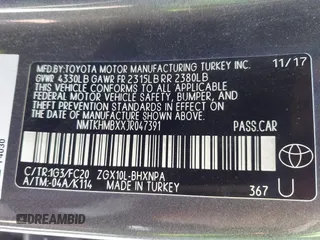 MFD.BY:TOYOTA MOTOR MANUFACTURING TURKEY INC. 11/17
GVWR 4330LB GAWR FR 2315LB RR 2380LB
THIS VEHICLE CONFORMS TO ALL APPLICABLE
FEDERAL MOTOR VEHICLE SAFETY, BUMPER, AND
THEFT PREVENTION STANDARDS IN EFFECT ON
THE DATE OF MANUFACTURE SHOWN ABOVE.
NMTKHMBXXJR047391 PASS.CAR
C/TR:1G3/FC20 ZGX10L-BHXNPA
A/TM:-04A/K114
MADE IN TURKEY 367 U
AUTOBIDMASTER